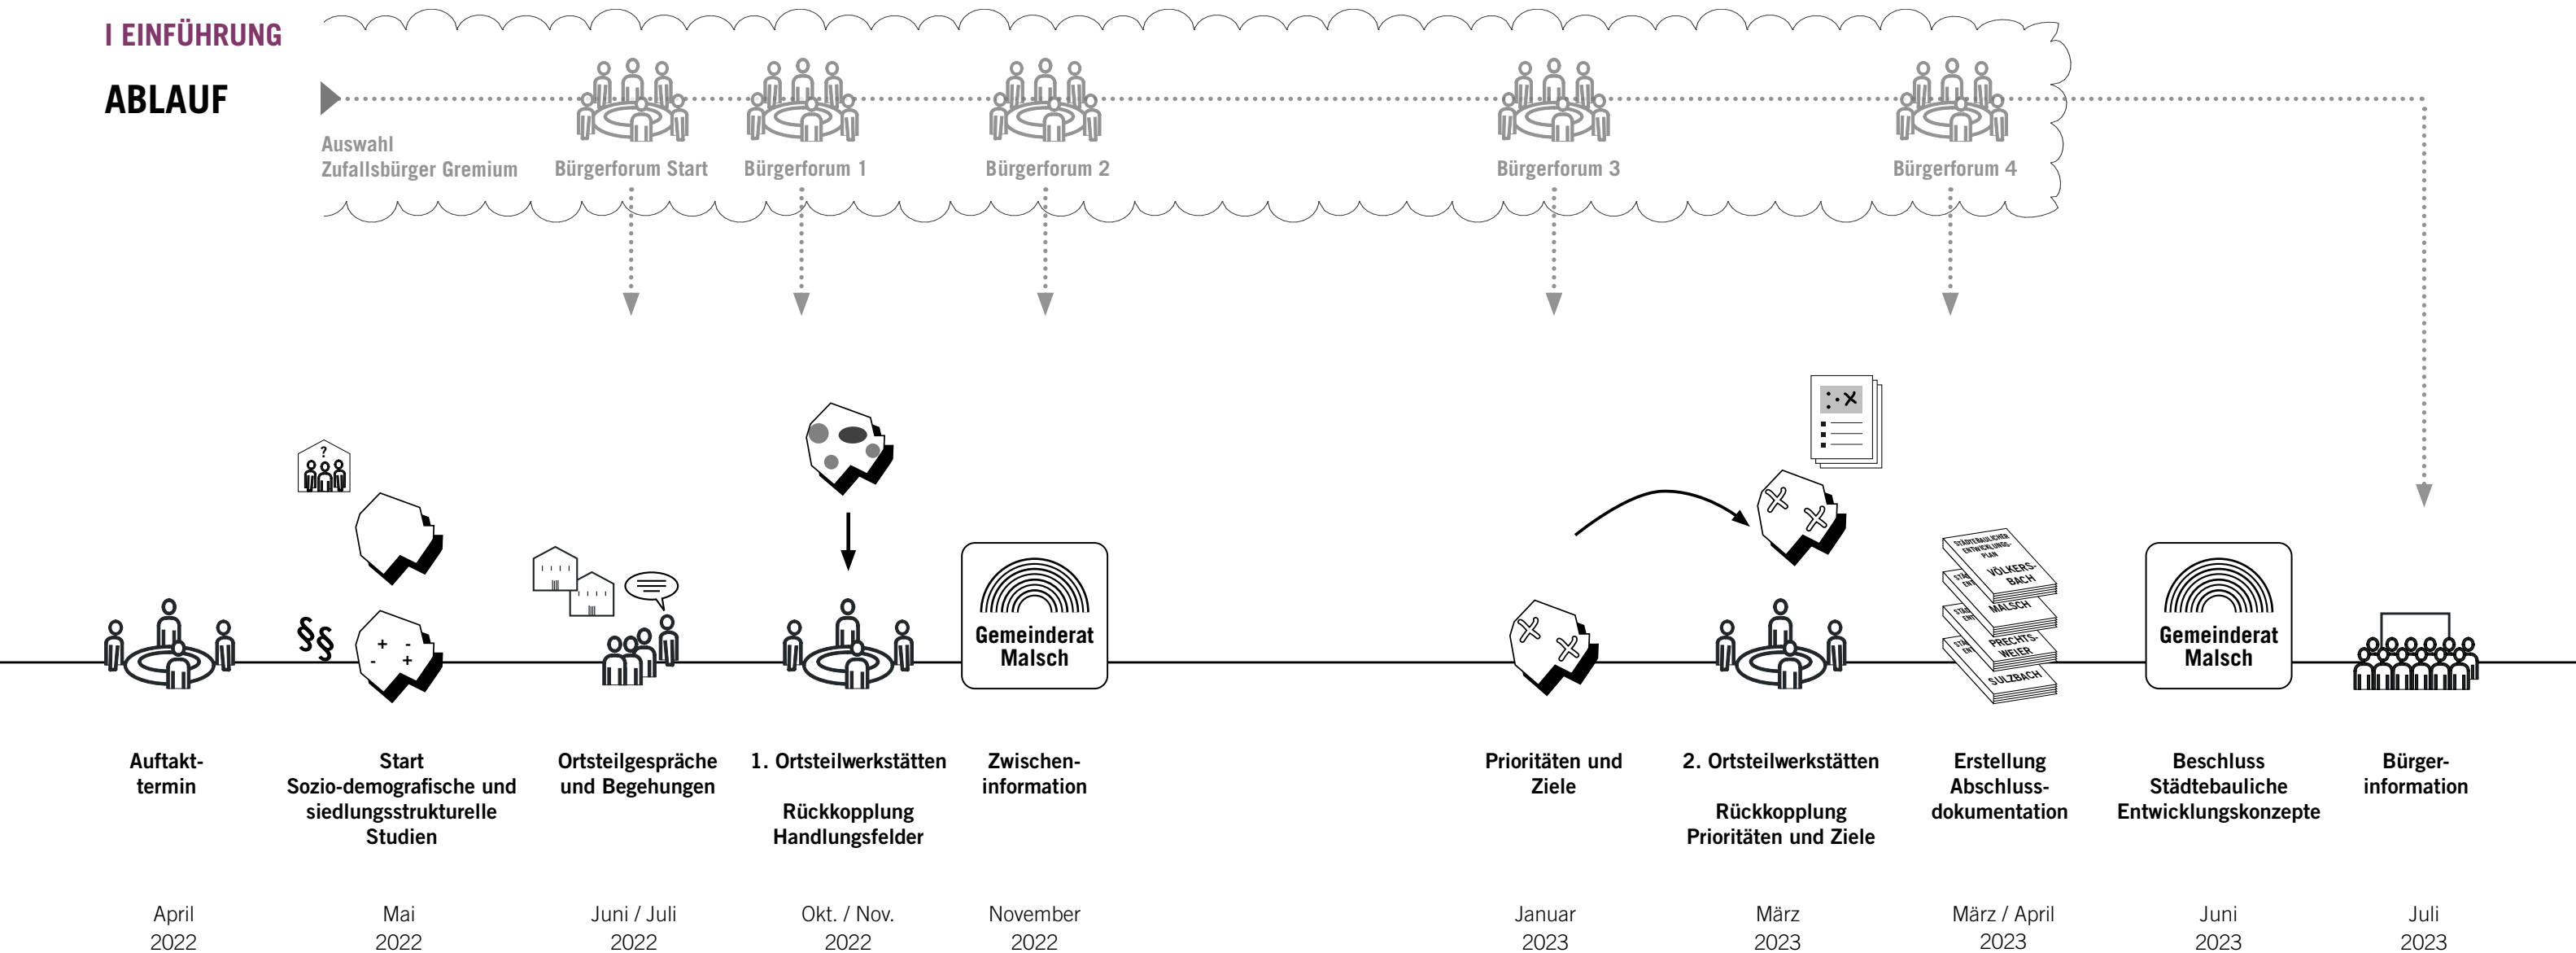 I EINFÜHRUNG
ABLAUF
Auswahl
Zufallsbürger Gremium
Bürgerforum Start
Bürgerforum 1
Bürgerforum 2
Bürgerforum 3
Bürgerforum 4
?
§§
+ -
- +
Gemeinderat
Malsch
STÄDTEBAULICHER
ENTWICKLUNGS-
PLAN
VÖLKERS-
BACH
MALSCH
PRECHTS-
WEIER
SULZBACH
Gemeinderat
Malsch
Auftakt-
termin
Start
Sozio-demografische und
siedlungsstrukturelle
Studien
Ortsteilgespräche
und Begehungen
1. Ortsteilwerkstätten
Rückkopplung
Handlungsfelder
Zwischen-
information
Prioritäten und
Ziele
2. Ortsteilwerkstätten
Rückkopplung
Prioritäten und Ziele
Erstellung
Abschluss-
dokumentation
Beschluss
Städtebauliche
Entwicklungskonzepte
Bürger-
information
April
2022
Mai
2022
Juni / Juli
2022
Okt. / Nov.
2022
November
2022
Januar
2023
März
2023
März / April
2023
Juni
2023
Juli
2023